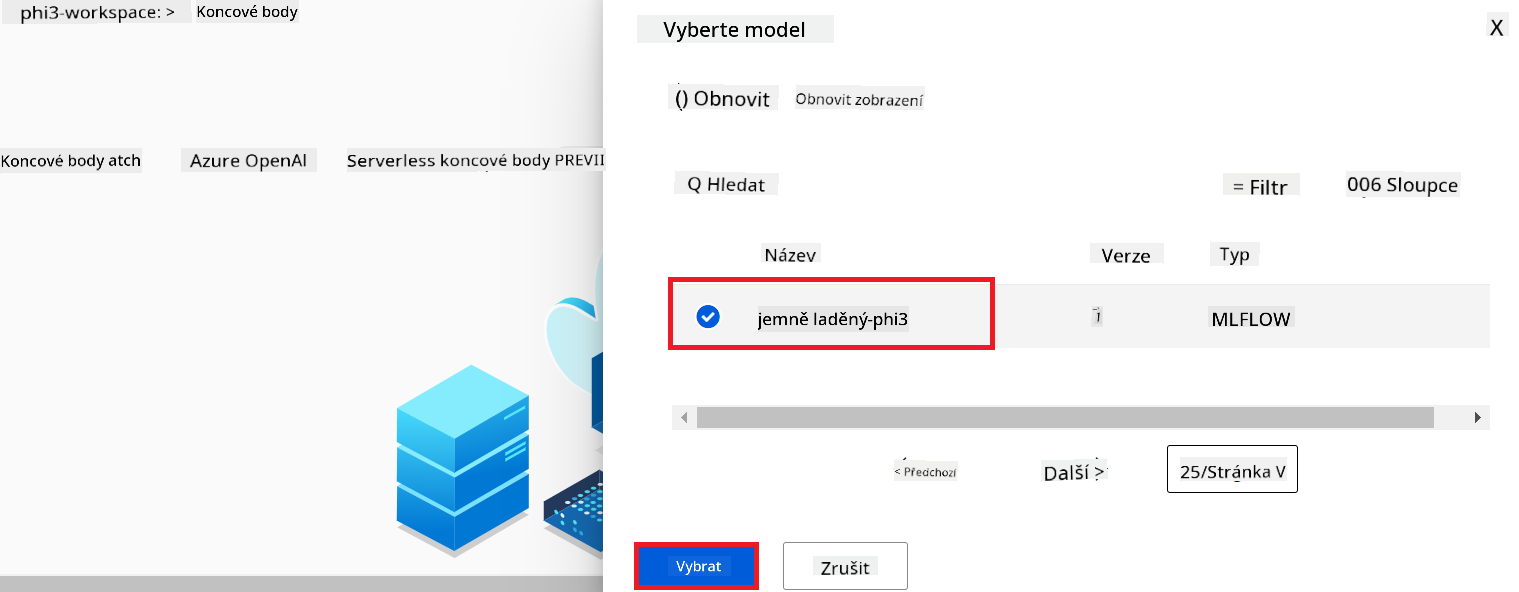 phi3-workspace: > Koncové body
Koncové body atch Azure OpenAI Serverless koncové body PREVII
Vyberte model X
() Obnovit Obnovit zobrazení
Q Hledat = Filtr 006 Sloupce
Název Verze Typ
jemně laděný-phi3 1 MLFLOW
< Předchozí Další > 25/Stránka V
Vybrat Zrušit